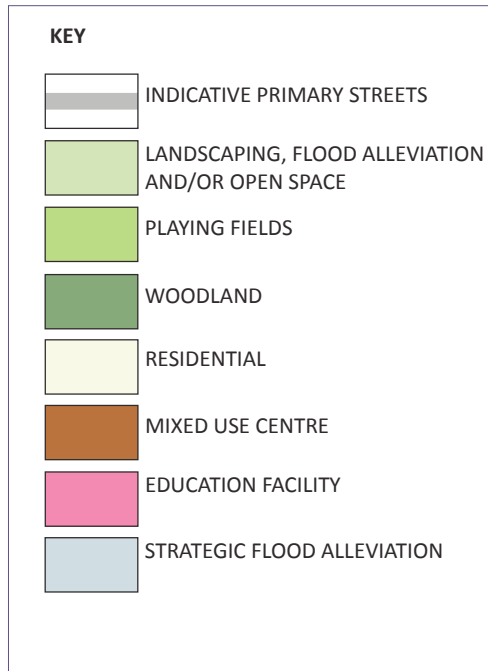 KEY
INDICATIVE PRIMARY STREETS
LANDSCAPING, FLOOD ALLEVIATION
AND/OR OPEN SPACE
PLAYING FIELDS
WOODLAND
RESIDENTIAL
MIXED USE CENTRE
EDUCATION FACILITY
STRATEGIC FLOOD ALLEVIATION